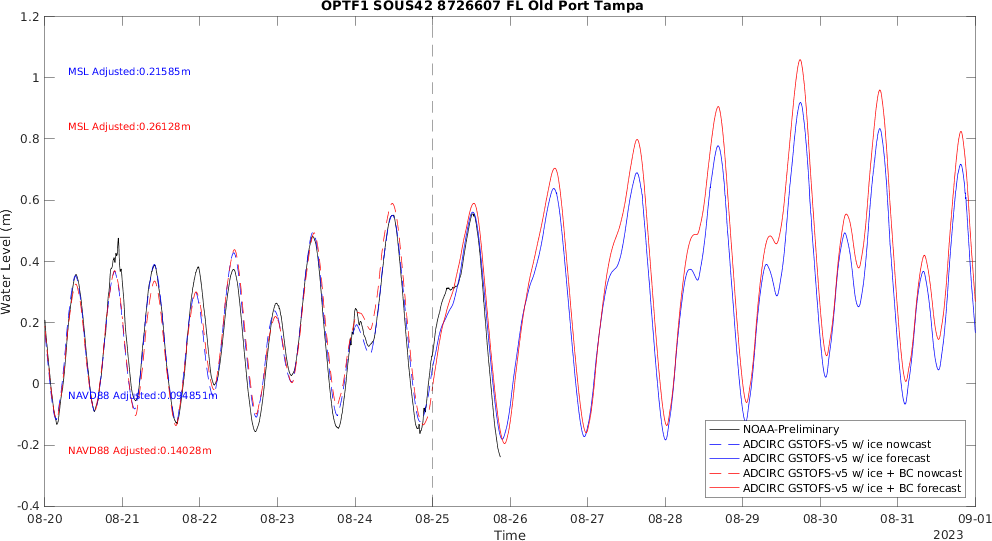 OPTF1 SOUS42 8726607 FL Old Port Tampa
1.2
1
0.8
0.6
0.4
0.2
0
-0.2
-0.4
Water Level (m)
MSL Adjusted:0.21585m
MSL Adjusted:0.26128m
NAVD88 Adjusted:0.094851m
NAVD88 Adjusted:0.14028m
NOAA-Preliminary
ADCIRC GSTOFS-v5 w/ ice nowcast
ADCIRC GSTOFS-v5 w/ ice forecast
ADCIRC GSTOFS-v5 w/ ice + BC nowcast
ADCIRC GSTOFS-v5 w/ ice + BC forecast
08-20 08-21 08-22 08-23 08-24 08-25 08-26 08-27 08-28 08-29 08-30 08-31 09-01
Time
2023